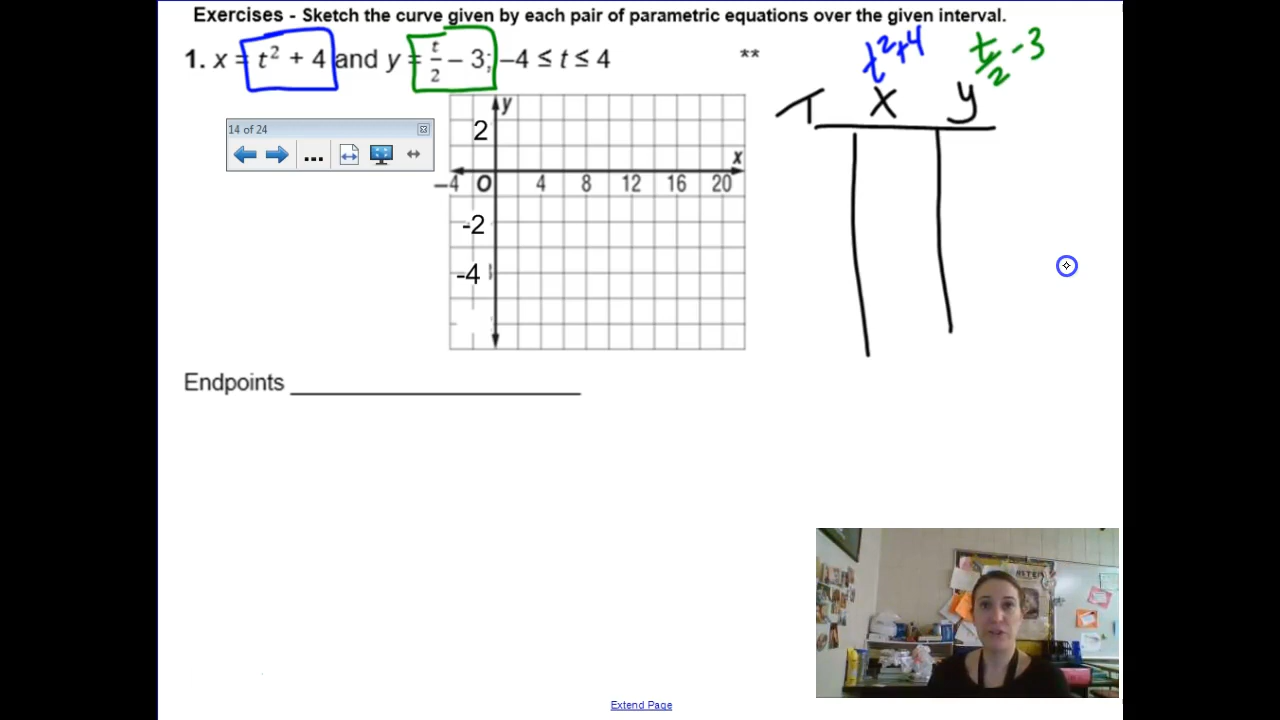 Exercises - Sketch the curve given by each pair of parametric equations over the given interval.
1. x = t² + 4 and y = t/2 – 3; –4 ≤ t ≤ 4 **
t²+4 t/2 -3
T x y
14 of 24
...
y
2
x
–4 O 4 8 12 16 20
-2
-4
Endpoints ____________________
Extend Page